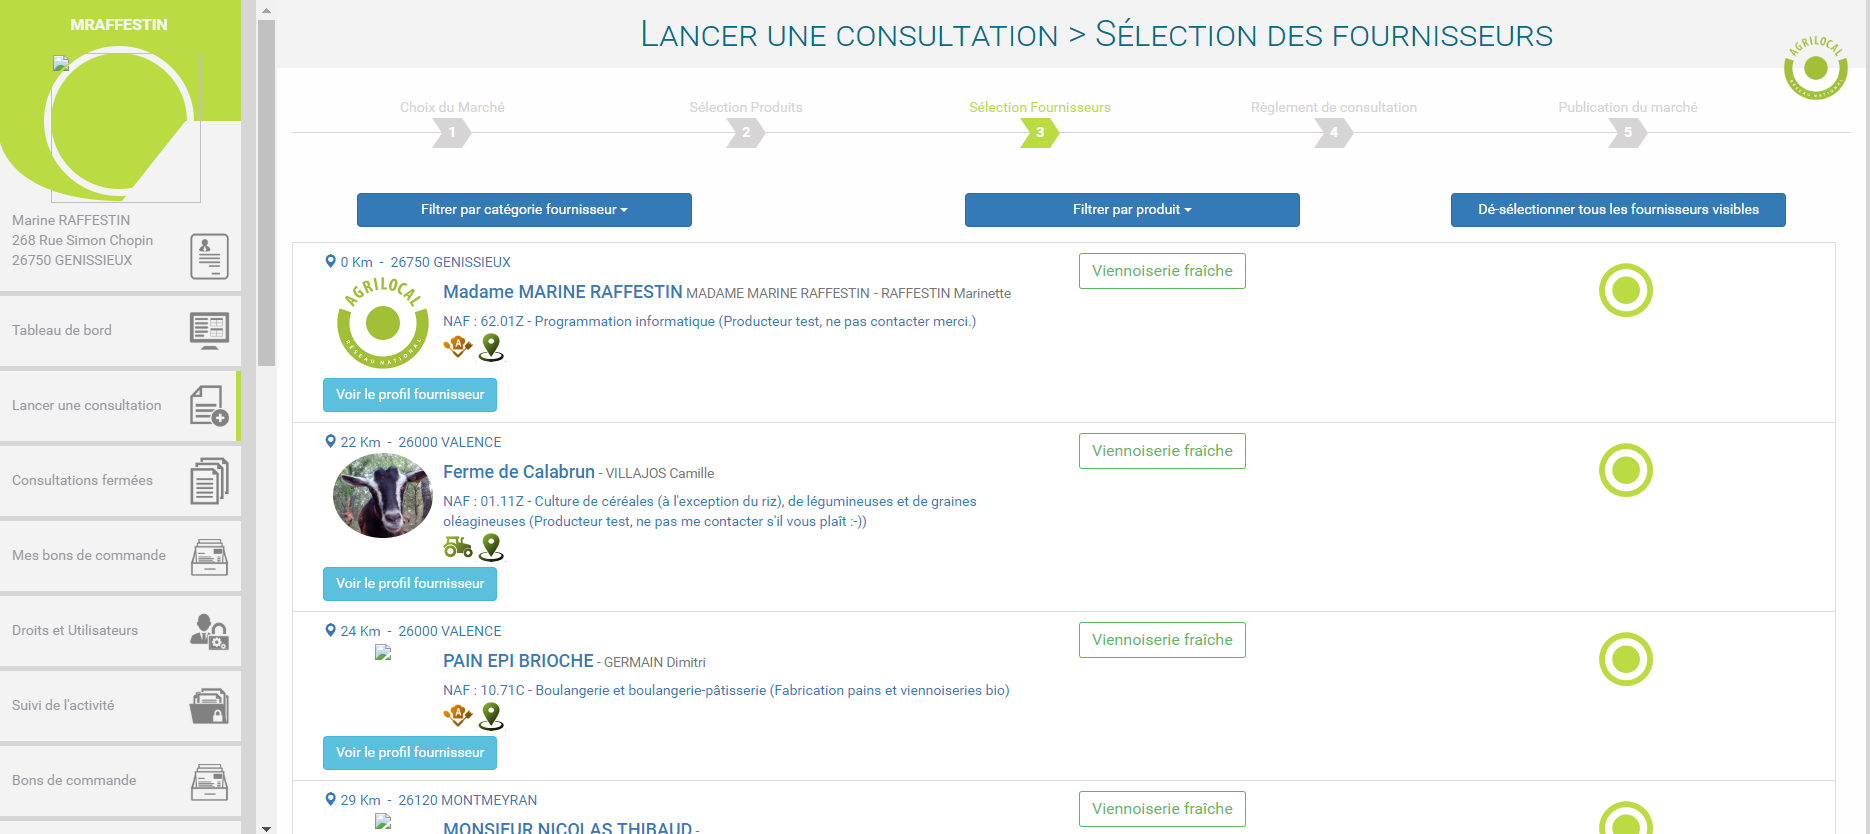 MRAFFESTIN
Marine RAFFESTIN
268 Rue Simon Chopin
26750 GENISSIEUX
Tableau de bord
Lancer une consultation
Consultations fermées
Mes bons de commande
Droits et Utilisateurs
Suivi de l'activité
Bons de commande
Lancer une consultation > Sélection des fournisseurs
AGRILOCAL
RÉSEAU NATIONAL
Choix du Marché
1
Sélection Produits
2
Sélection Fournisseurs
3
Règlement de consultation
4
Publication du marché
5
Filtrer par catégorie fournisseur
Filtrer par produit
Dé-sélectionner tous les fournisseurs visibles
0 Km - 26750 GENISSIEUX
AGRILOCAL
RÉSEAU NATIONAL
Madame MARINE RAFFESTIN MADAME MARINE RAFFESTIN - RAFFESTIN Marinette
NAF : 62.01Z - Programmation informatique (Producteur test, ne pas contacter merci.)
A
Voir le profil fournisseur
Viennoiserie fraîche
22 Km - 26000 VALENCE
Ferme de Calabrun - VILLAJOS Camille
NAF : 01.11Z - Culture de céréales (à l'exception du riz), de légumineuses et de graines
oléagineuses (Producteur test, ne pas me contacter s'il vous plaît :-))
Voir le profil fournisseur
Viennoiserie fraîche
24 Km - 26000 VALENCE
PAIN EPI BRIOCHE - GERMAIN Dimitri
NAF : 10.71C - Boulangerie et boulangerie-pâtisserie (Fabrication pains et viennoiseries bio)
A
Voir le profil fournisseur
Viennoiserie fraîche
29 Km - 26120 MONTMEYRAN
MONSIEUR NICOLAS THIBAUD -
Viennoiserie fraîche